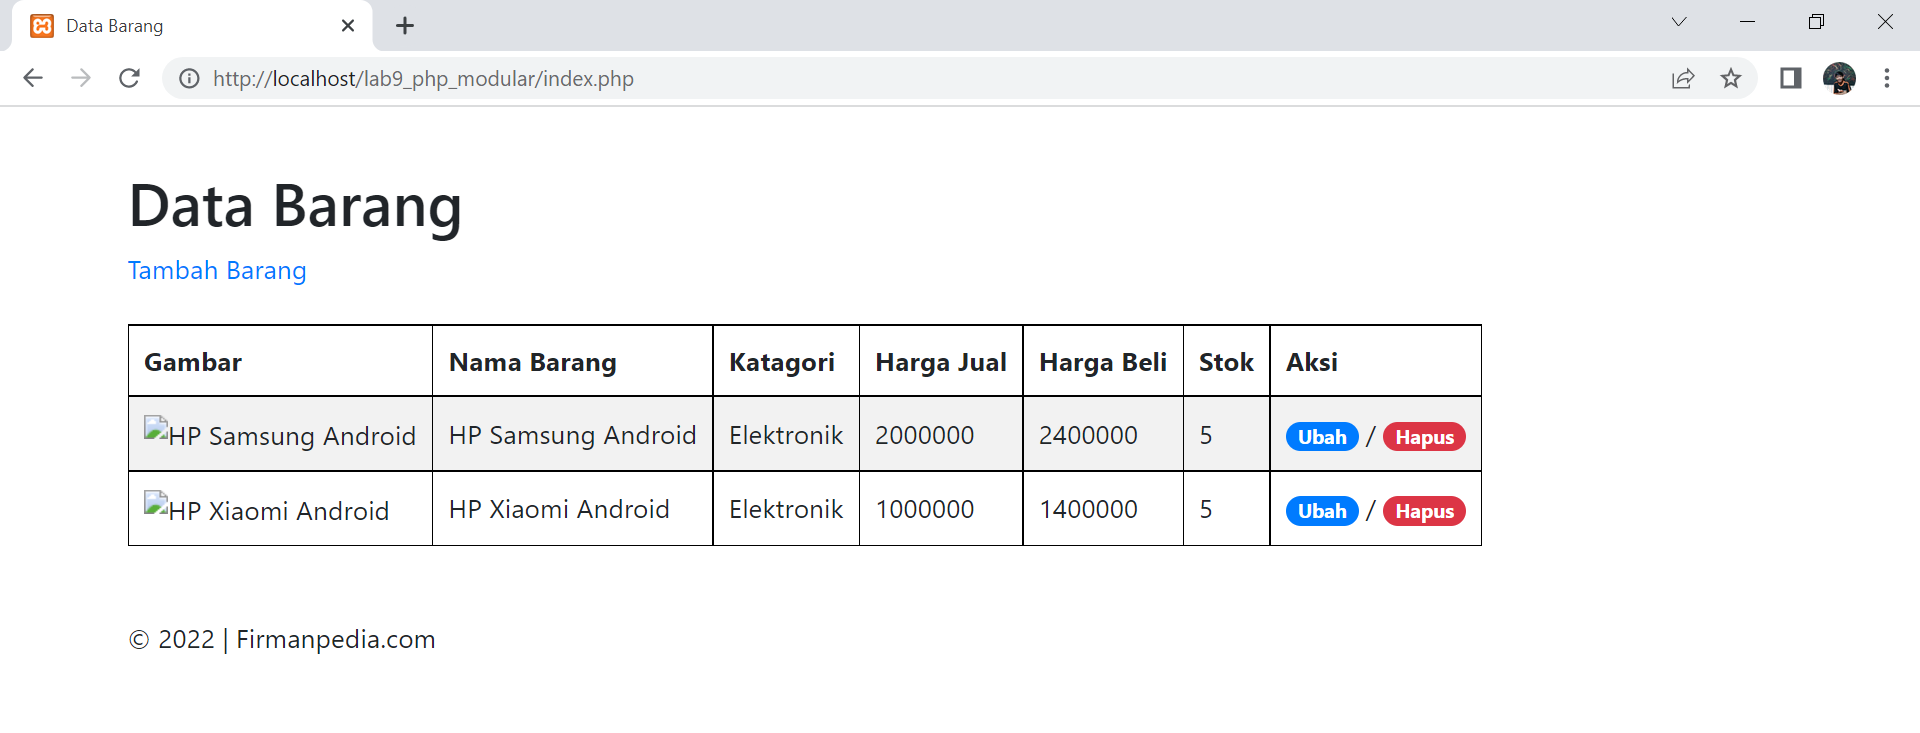 Data Barang
http://localhost/lab9_php_modular/index.php
Data Barang
Tambah Barang
Gambar Nama Barang Katagori Harga Jual Harga Beli Stok Aksi
HP Samsung Android HP Samsung Android Elektronik 2000000 2400000 5 Ubah / Hapus
HP Xiaomi Android HP Xiaomi Android Elektronik 1000000 1400000 5 Ubah / Hapus
© 2022 | Firmanpedia.com